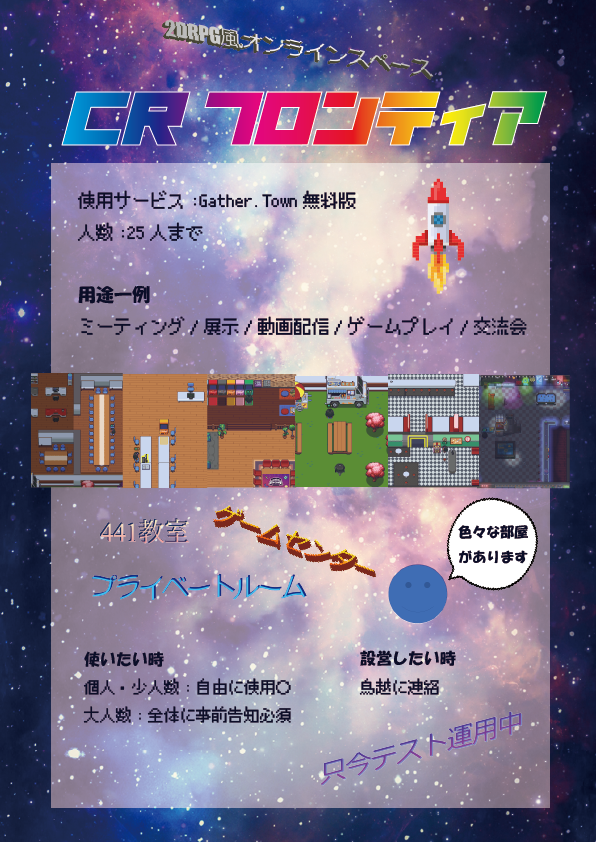 2DRPG風オンラインスペース
CR フロンティア
使用サービス :Gather.Town 無料版
人数 :25 人まで
用途一例
ミーティング / 展示 / 動画配信 / ゲームプレイ / 交流会
441教室
ゲームセンター
色々な部屋
があります
プライベートルーム
使いたい時
個人・少人数：自由に使用〇
大人数：全体に事前告知必須
設営したい時
鳥越に連絡
只今テスト運用中